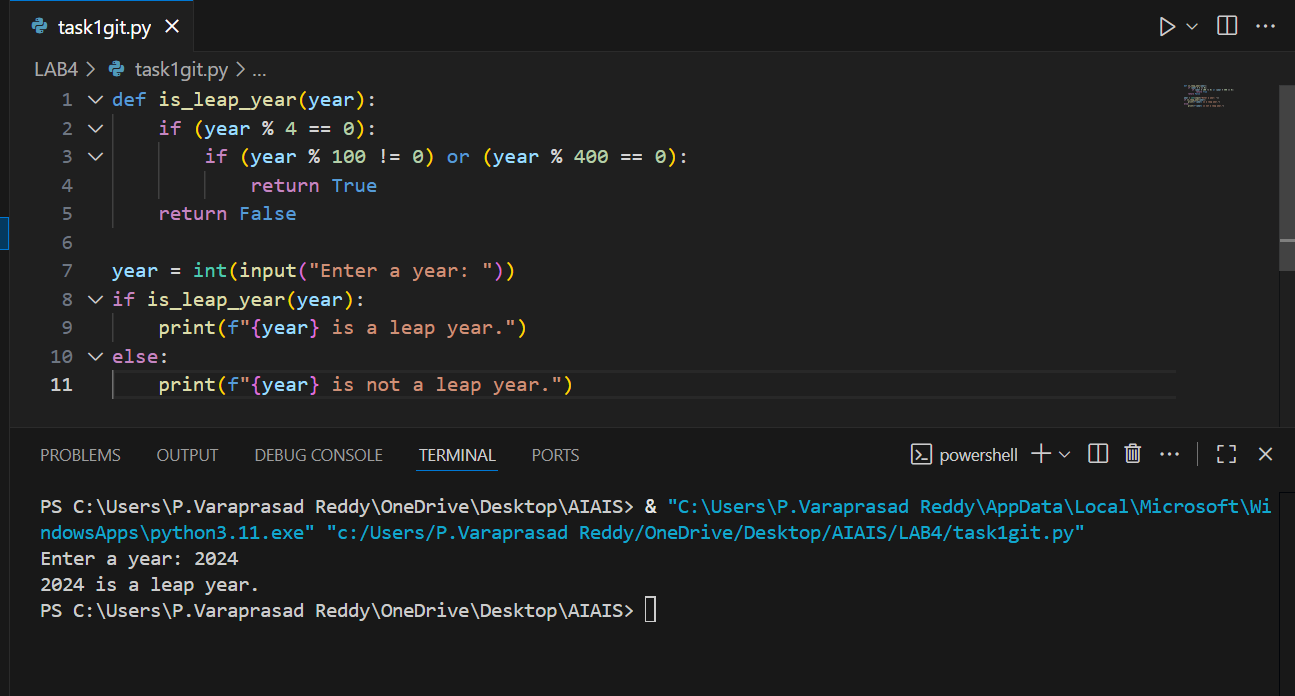 task1git.py
LAB4 > task1git.py > ...
1 def is_leap_year(year):
2     if (year % 4 == 0):
3         if (year % 100 != 0) or (year % 400 == 0):
4             return True
5     return False
6
7 year = int(input("Enter a year: "))
8 if is_leap_year(year):
9     print(f"{year} is a leap year.")
10 else:
11     print(f"{year} is not a leap year.")
PROBLEMS OUTPUT DEBUG CONSOLE TERMINAL PORTS powershell
PS C:\Users\P.Varaprasad Reddy\OneDrive\Desktop\AIAIS> & "C:\Users\P.Varaprasad Reddy\AppData\Local\Microsoft\Wi
ndowsApps\python3.11.exe" "c:/Users/P.Varaprasad Reddy/OneDrive/Desktop/AIAIS/LAB4/task1git.py"
Enter a year: 2024
2024 is a leap year.
PS C:\Users\P.Varaprasad Reddy\OneDrive\Desktop\AIAIS>